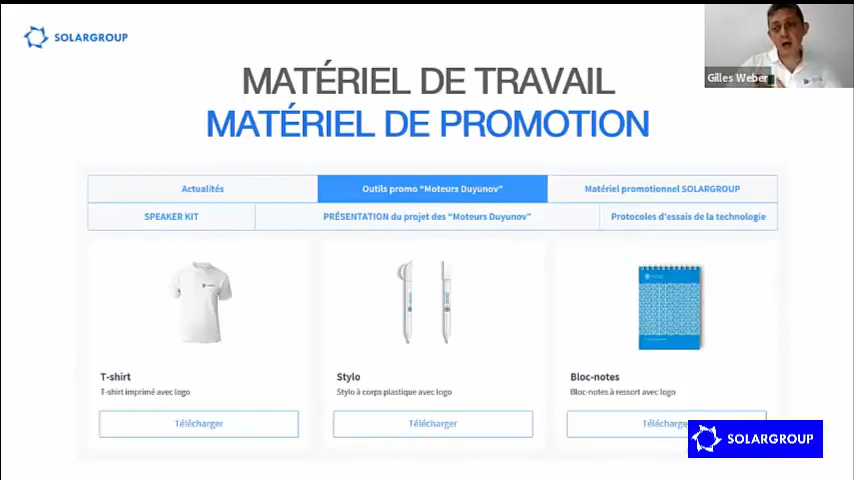 SOLARGROUP
Gilles Weber
MATÉRIEL DE TRAVAIL
MATÉRIEL DE PROMOTION
Actualités
Outils promo “Moteurs Duyunov”
Matériel promotionnel SOLARGROUP
SPEAKER KIT
PRÉSENTATION du projet des “Moteurs Duyunov”
Protocoles d'essais de la technologie
T-shirt
Stylo
Bloc-notes
T-shirt imprimé avec logo
Stylo à corps plastique avec logo
Bloc-notes à ressort avec logo
Télécharger
Télécharger
Télécharge
SOLARGROUP